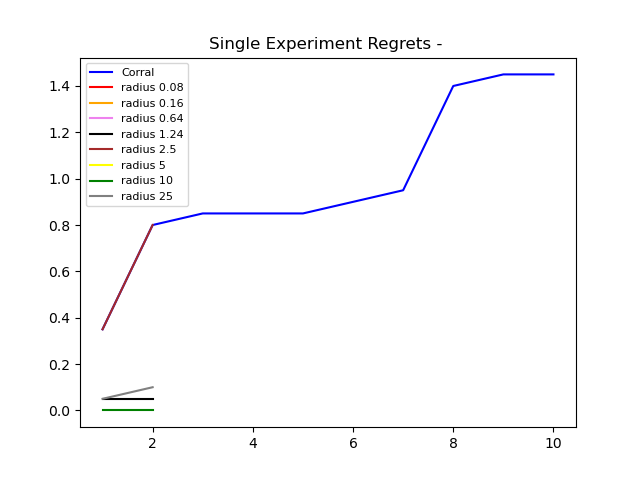 Single Experiment Regrets -
Corral
radius 0.08
radius 0.16
radius 0.64
radius 1.24
radius 2.5
radius 5
radius 10
radius 25
1.4
1.2
1.0
0.8
0.6
0.4
0.2
0.0
2
4
6
8
10